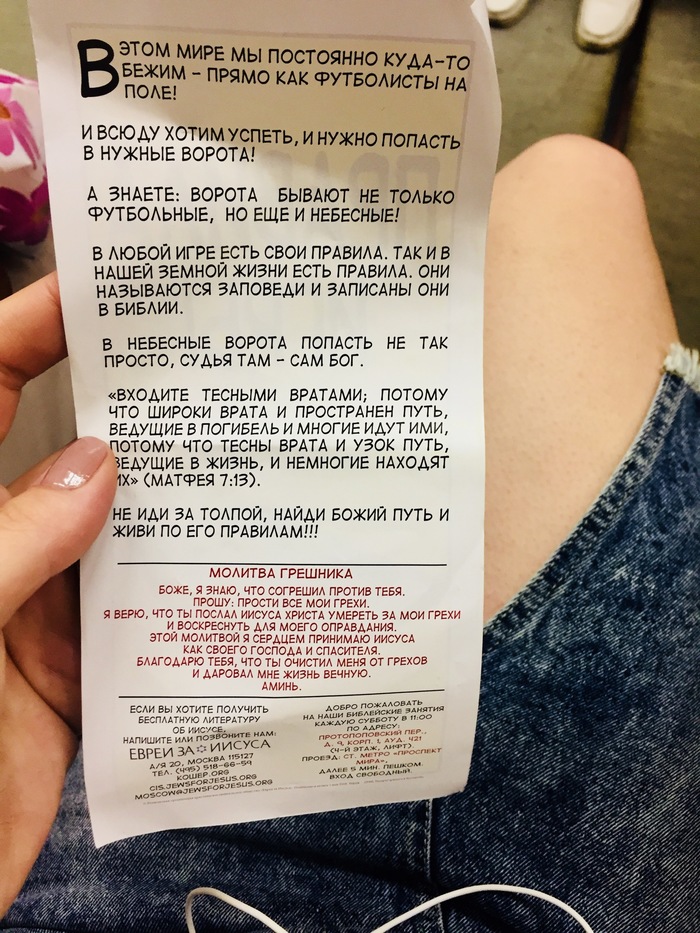 В ЭТОМ МИРЕ МЫ ПОСТОЯННО КУДА-ТО
БЕЖИМ - ПРЯМО КАК ФУТБОЛИСТЫ НА
ПОЛЕ!
И ВСЮДУ ХОТИМ УСПЕТЬ, И НУЖНО ПОПАСТЬ
В НУЖНЫЕ ВОРОТА!
А ЗНАЕТЕ: ВОРОТА БЫВАЮТ НЕ ТОЛЬКО
ФУТБОЛЬНЫЕ, НО ЕЩЕ И НЕБЕСНЫЕ!
В ЛЮБОЙ ИГРЕ ЕСТЬ СВОИ ПРАВИЛА. ТАК И В
НАШЕЙ ЗЕМНОЙ ЖИЗНИ ЕСТЬ ПРАВИЛА. ОНИ
НАЗЫВАЮТСЯ ЗАПОВЕДИ И ЗАПИСАНЫ ОНИ
В БИБЛИИ.
В НЕБЕСНЫЕ ВОРОТА ПОПАСТЬ НЕ ТАК
ПРОСТО, СУДЬЯ ТАМ - САМ БОГ.
«ВХОДИТЕ ТЕСНЫМИ ВРАТАМИ; ПОТОМУ
ЧТО ШИРОКИ ВРАТА И ПРОСТРАНЕН ПУТЬ,
ВЕДУЩИЕ В ПОГИБЕЛЬ И МНОГИЕ ИДУТ ИМИ,
ПОТОМУ ЧТО ТЕСНЫ ВРАТА И УЗОК ПУТЬ,
ВЕДУЩИЕ В ЖИЗНЬ, И НЕМНОГИЕ НАХОДЯТ
ИХ» (МАТФЕЯ 7:13).
НЕ ИДИ ЗА ТОЛПОЙ, НАЙДИ БОЖИЙ ПУТЬ И
ЖИВИ ПО ЕГО ПРАВИЛАМ!!!
МОЛИТВА ГРЕШНИКА
БОЖЕ, Я ЗНАЮ, ЧТО СОГРЕШИЛ ПРОТИВ ТЕБЯ.
ПРОШУ: ПРОСТИ ВСЕ МОИ ГРЕХИ.
Я ВЕРЮ, ЧТО ТЫ ПОСЛАЛ ИИСУСА ХРИСТА УМЕРЕТЬ ЗА МОИ ГРЕХИ
И ВОСКРЕСНУТЬ ДЛЯ МОЕГО ОПРАВДАНИЯ.
ЭТОЙ МОЛИТВОЙ Я СЕРДЦЕМ ПРИНИМАЮ ИИСУСА
КАК СВОЕГО ГОСПОДА И СПАСИТЕЛЯ.
БЛАГОДАРЮ ТЕБЯ, ЧТО ТЫ ОЧИСТИЛ МЕНЯ ОТ ГРЕХОВ
И ДАРОВАЛ МНЕ ЖИЗНЬ ВЕЧНУЮ.
АМИНЬ.
ЕСЛИ ВЫ ХОТИТЕ ПОЛУЧИТЬ
БЕСПЛАТНУЮ ЛИТЕРАТУРУ
ОБ ИИСУСЕ,
НАПИШИТЕ ИЛИ ПОЗВОНИТЕ НАМ:
ЕВРЕИ ЗА ИИСУСА
А/Я 20, МОСКВА 115127
ТЕЛ. (495) 518-66-59
КОШЕР.ORG
CIS.JEWSFORJESUS.ORG
MOSCOW@JEWSFORJESUS.ORG
ДОБРО ПОЖАЛОВАТЬ
НА НАШИ БИБЛЕЙСКИЕ ЗАНЯТИЯ
КАЖДУЮ СУББОТУ В 11:00
ПО АДРЕСУ:
ПРОТОПОПОВСКИЙ ПЕР.,
Д. 9, КОРП. 1, АУД. 421
(4-Й ЭТАЖ, ЛИФТ).
ПРОЕЗД: СТ. МЕТРО «ПРОСПЕКТ
МИРА»,
ДАЛЕЕ 5 МИН. ПЕШКОМ.
ВХОД СВОБОДНЫЙ.